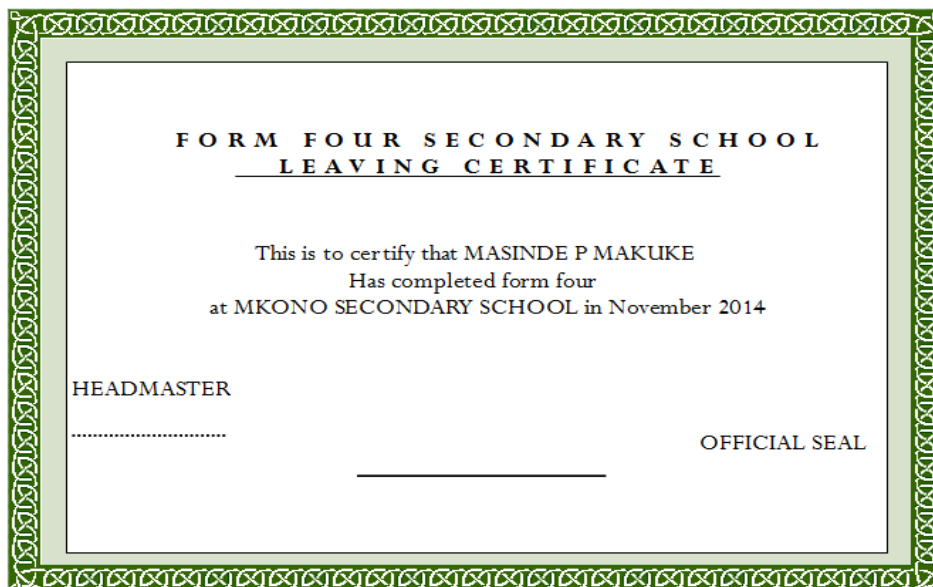 FORM FOUR SECONDARY SCHOOL
LEAVING CERTIFICATE
This is to certify that MASINDE P MAKUKE
Has completed form four
at MKONO SECONDARY SCHOOL in November 2014
HEADMASTER
............................
OFFICIAL SEAL